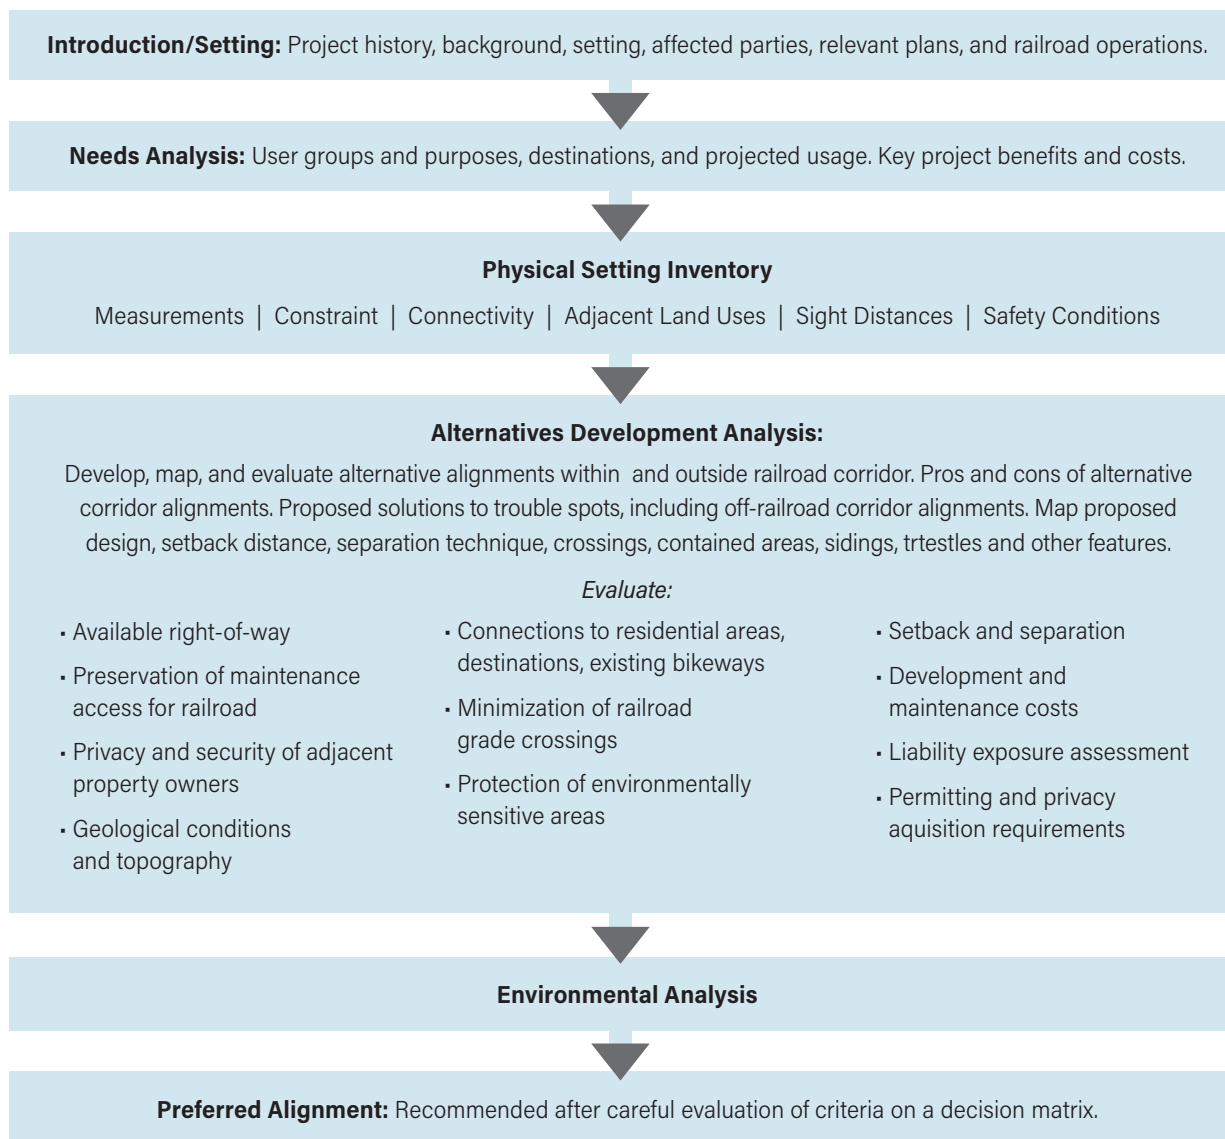 Introduction/Setting: Project history, background, setting, affected parties, relevant plans, and railroad operations.
Needs Analysis: User groups and purposes, destinations, and projected usage. Key project benefits and costs.
Physical Setting Inventory
Measurements | Constraint | Connectivity | Adjacent Land Uses | Sight Distances | Safety Conditions
Alternatives Development Analysis:
Develop, map, and evaluate alternative alignments within and outside railroad corridor. Pros and cons of alternative
corridor alignments. Proposed solutions to trouble spots, including off-railroad corridor alignments. Map proposed
design, setback distance, separation technique, crossings, contained areas, sidings, trtestles and other features.
Evaluate:
· Available right-of-way
· Preservation of maintenance
access for railroad
· Privacy and security of adjacent
property owners
· Geological conditions
and topography
· Connections to residential areas,
destinations, existing bikeways
· Minimization of railroad
grade crossings
· Protection of environmentally
sensitive areas
· Setback and separation
· Development and
maintenance costs
· Liability exposure assessment
· Permitting and privacy
aquisition requirements
Environmental Analysis
Preferred Alignment: Recommended after careful evaluation of criteria on a decision matrix.